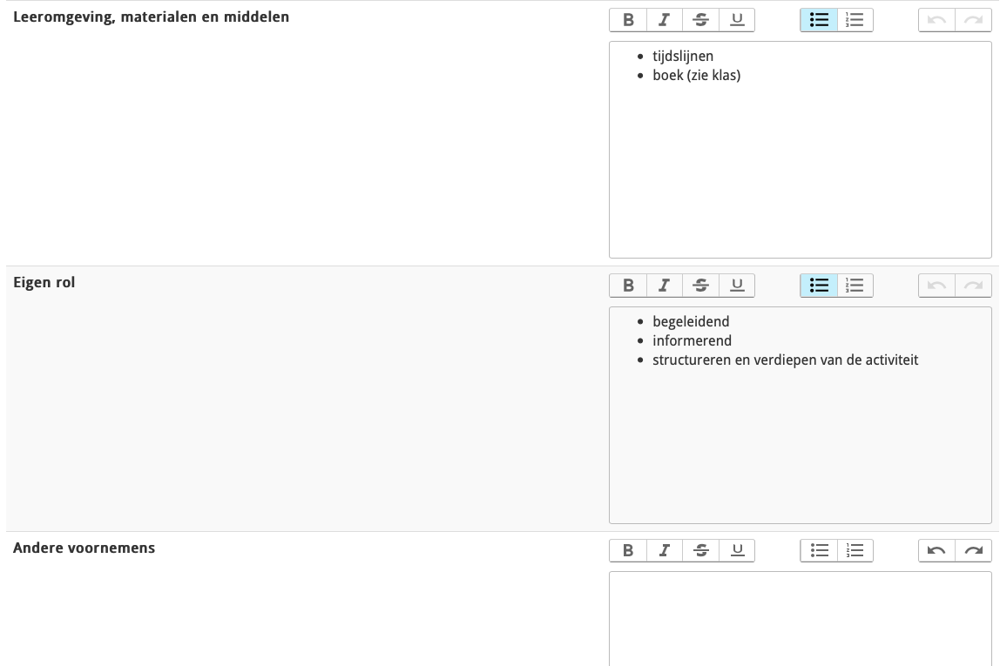 Leeromgeving, materialen en middelen
B I S U
• tijdslijnen
• boek (zie klas)
Eigen rol
B I S U
• begeleidend
• informerend
• structureren en verdiepen van de activiteit
Andere voornemens
B I S U